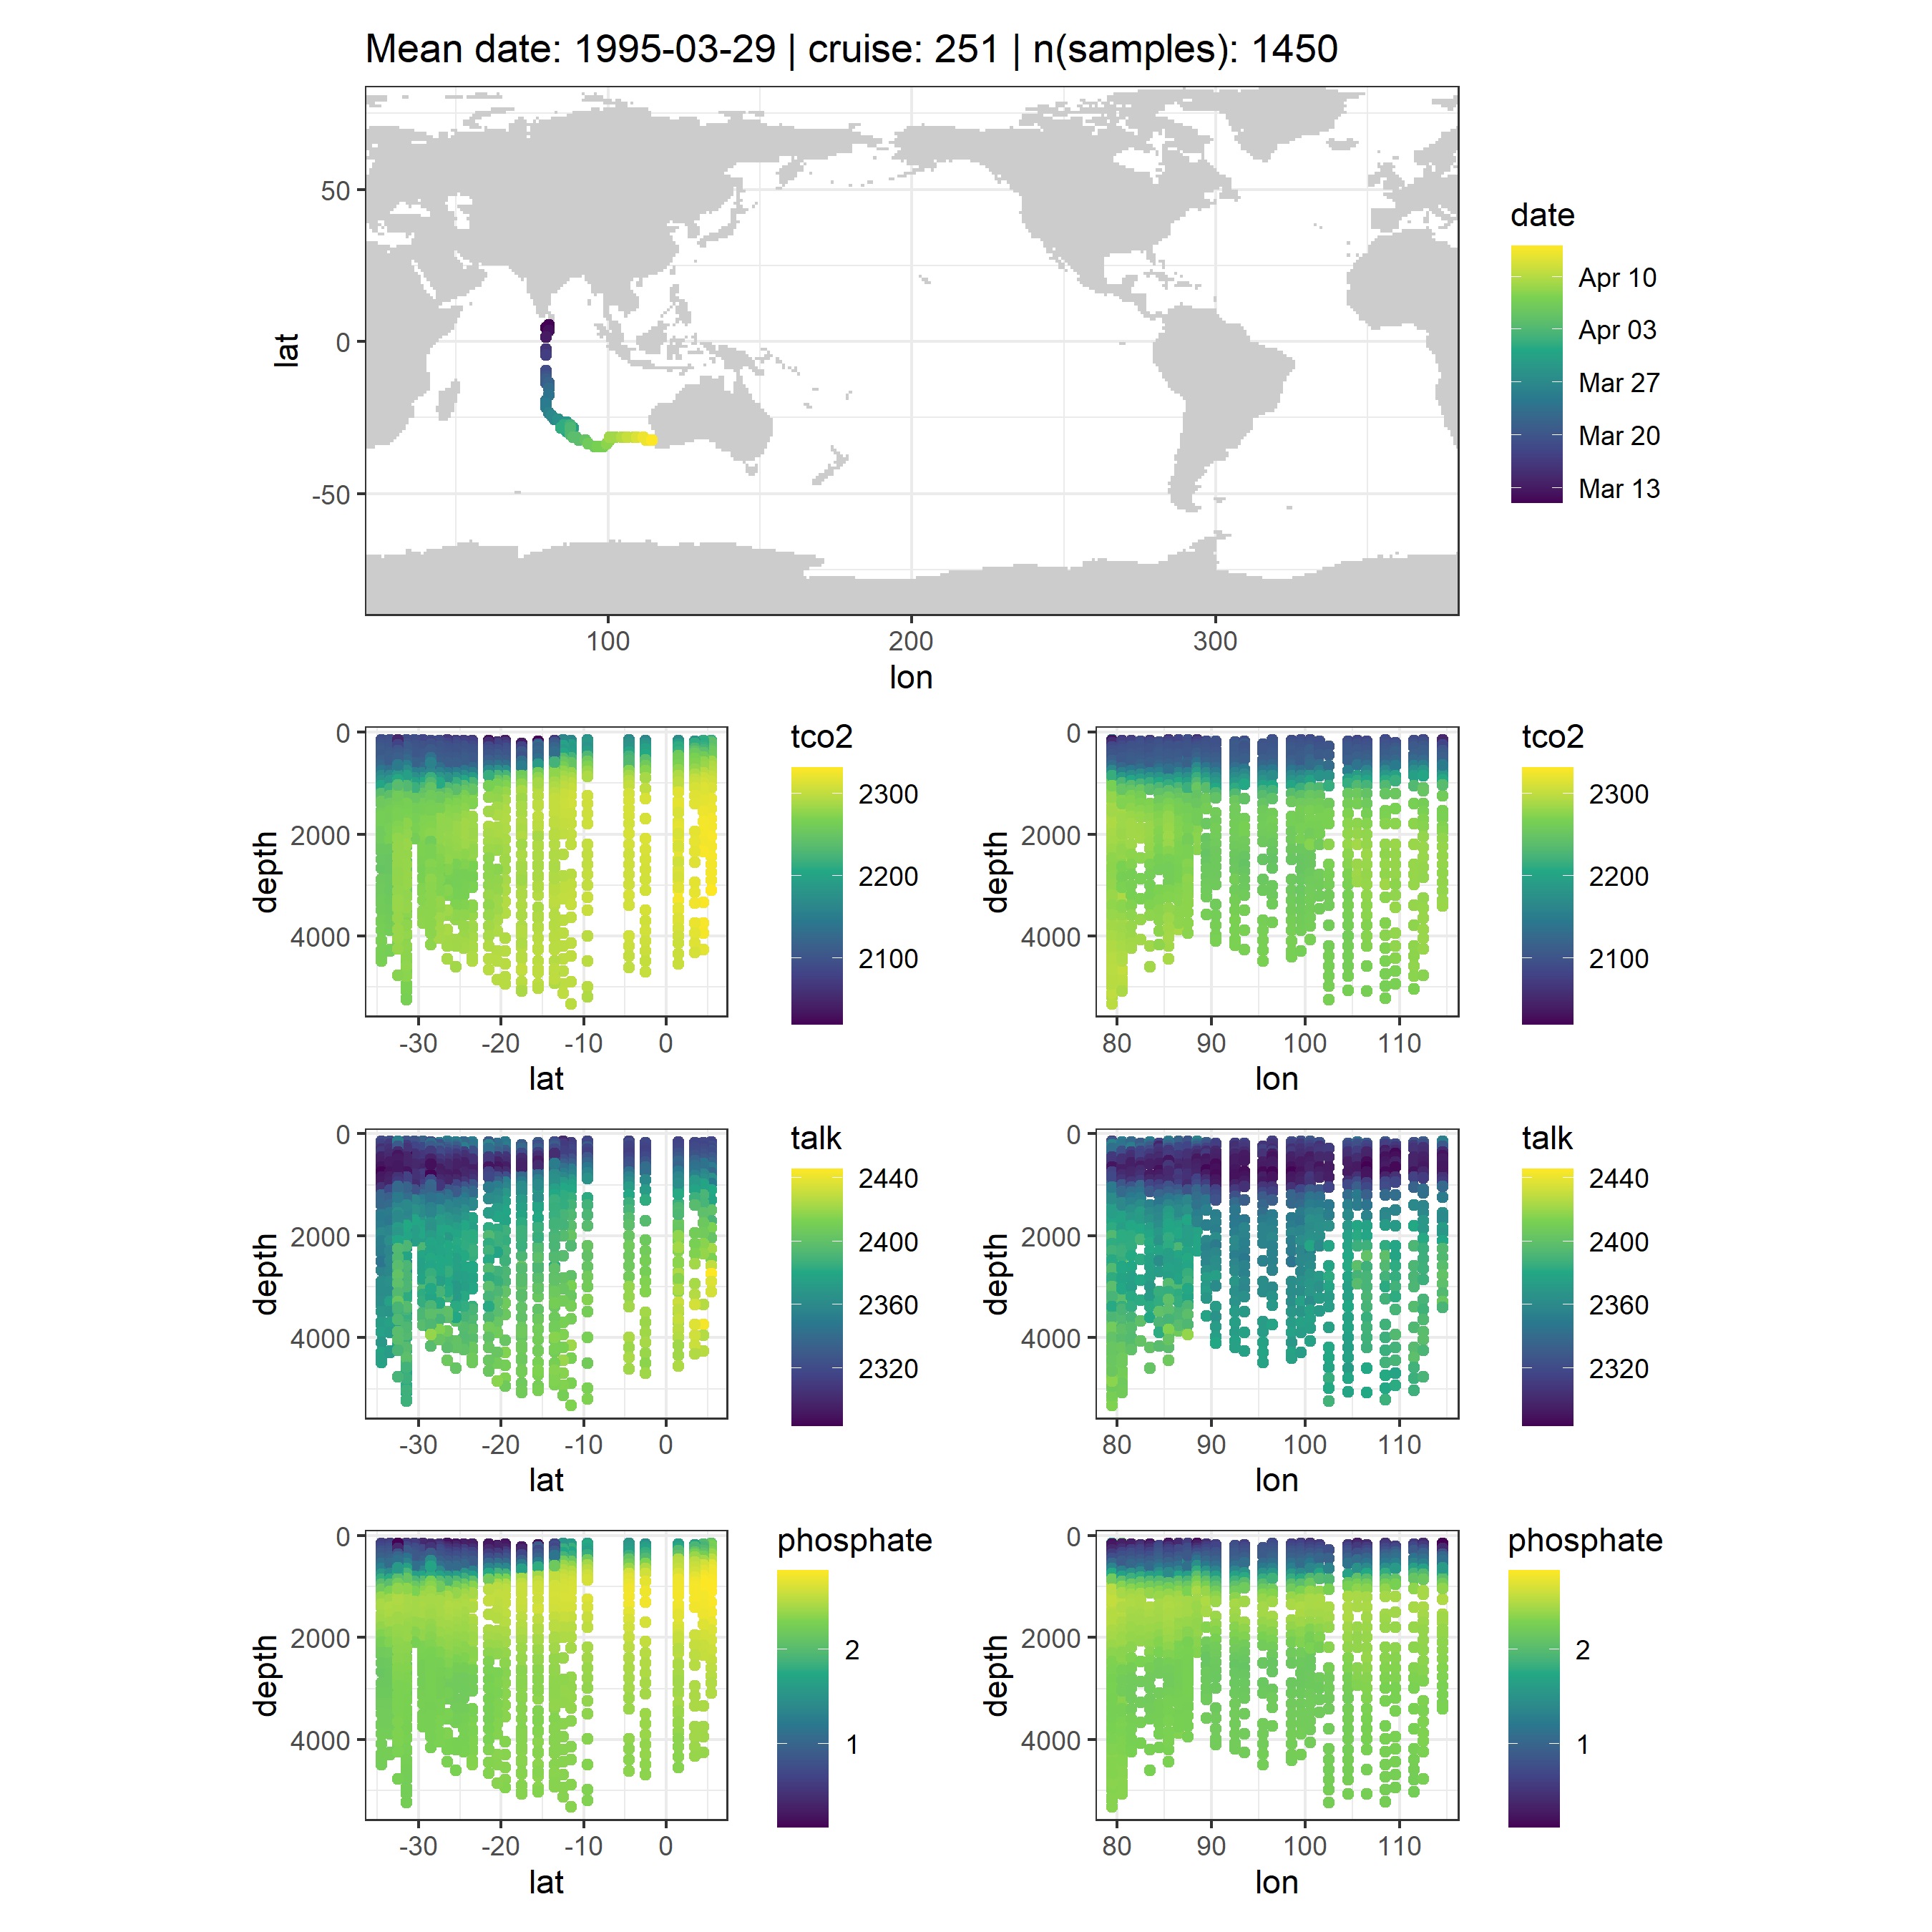 Mean date: 1995-03-29 | cruise: 251 | n(samples): 1450
lat
50
0
-50
100
200
300
lon
date
Apr 10
Apr 03
Mar 27
Mar 20
Mar 13
depth
0
2000
4000
-30
-20
-10
0
lat
tco2
2300
2200
2100
depth
0
2000
4000
80
90
100
110
lon
tco2
2300
2200
2100
depth
0
2000
4000
-30
-20
-10
0
lat
talk
2440
2400
2360
2320
depth
0
2000
4000
80
90
100
110
lon
talk
2440
2400
2360
2320
depth
0
2000
4000
-30
-20
-10
0
lat
phosphate
2
1
depth
0
2000
4000
80
90
100
110
lon
phosphate
2
1